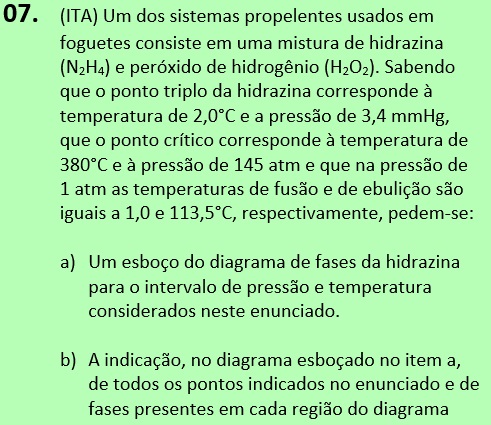 07. (ITA) Um dos sistemas propelentes usados em
foguetes consiste em uma mistura de hidrazina
(N₂H₄) e peróxido de hidrogênio (H₂O₂). Sabendo
que o ponto triplo da hidrazina corresponde à
temperatura de 2,0°C e a pressão de 3,4 mmHg,
que o ponto crítico corresponde à temperatura de
380°C e à pressão de 145 atm e que na pressão de
1 atm as temperaturas de fusão e de ebulição são
iguais a 1,0 e 113,5°C, respectivamente, pedem-se:
a) Um esboço do diagrama de fases da hidrazina
para o intervalo de pressão e temperatura
considerados neste enunciado.
b) A indicação, no diagrama esboçado no item a,
de todos os pontos indicados no enunciado e de
fases presentes em cada região do diagrama